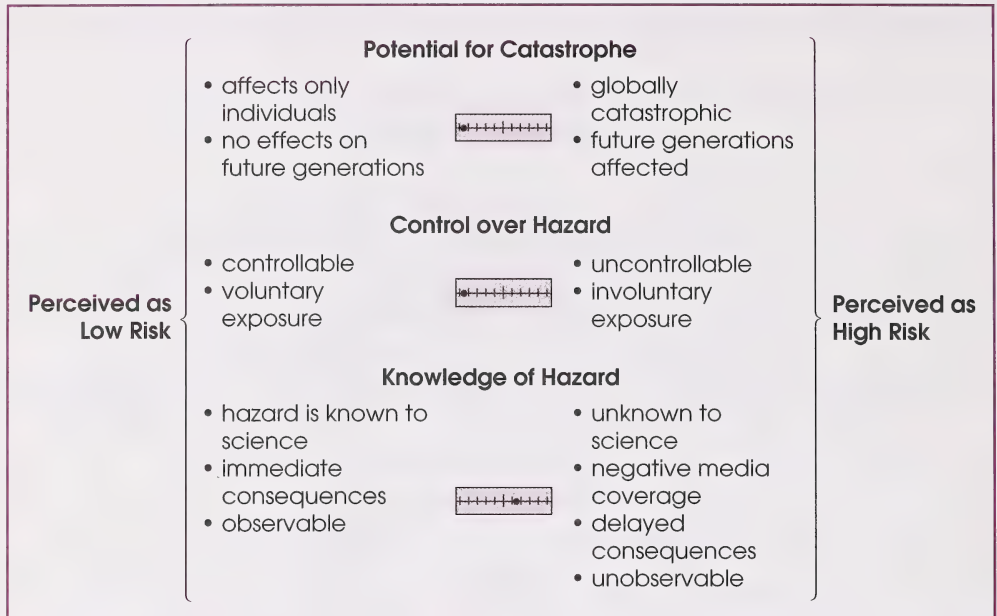 Potential for Catastrophe
• affects only
individuals
• no effects on
future generations
• globally
catastrophic
• future generations
affected
Control over Hazard
• controllable
• voluntary
exposure
• uncontrollable
• involuntary
exposure
Perceived as
Low Risk
Perceived as
High Risk
Knowledge of Hazard
• hazard is known to
science
• immediate
consequences
• observable
• unknown to
science
• negative media
coverage
• delayed
consequences
• unobservable